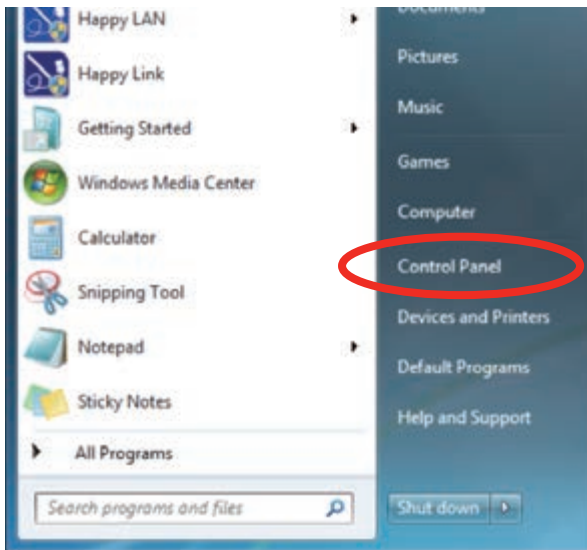 Happy LAN
Happy Link
Getting Started
Windows Media Center
Calculator
Snipping Tool
Notepad
Sticky Notes
All Programs
Search programs and files
Documents
Pictures
Music
Games
Computer
Control Panel
Devices and Printers
Default Programs
Help and Support
Shut down